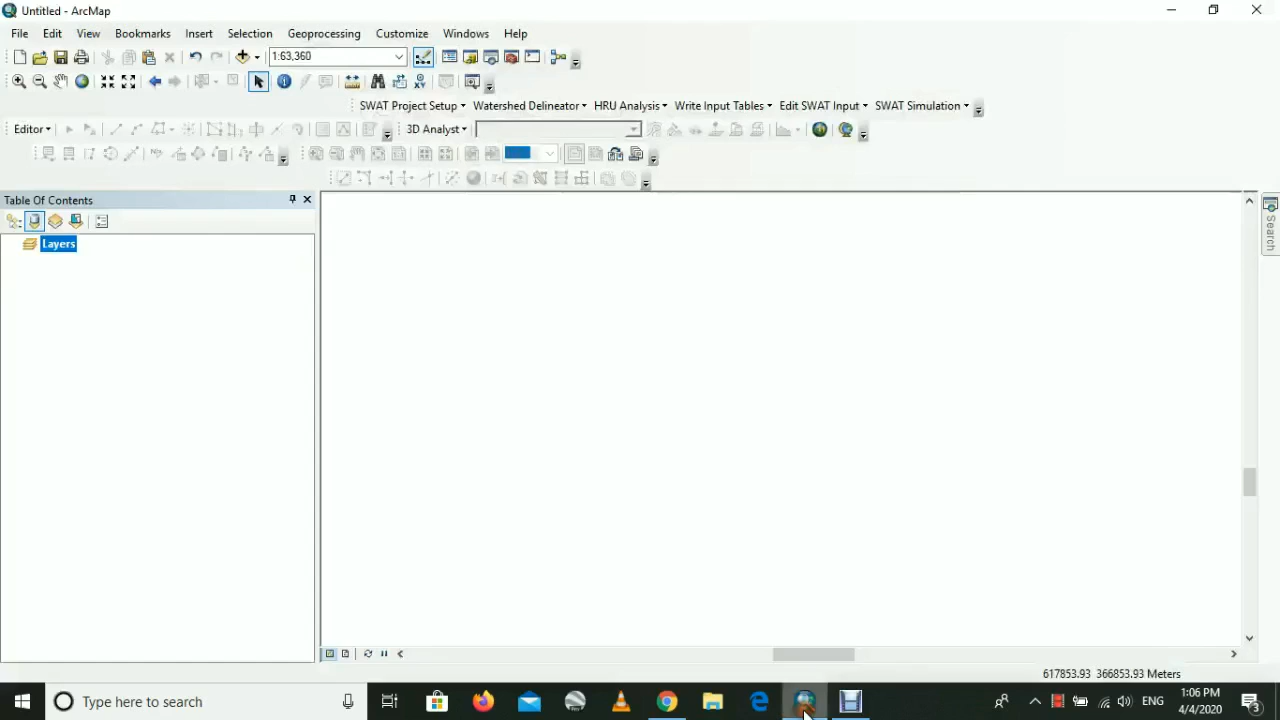 Untitled - ArcMap
File Edit View Bookmarks Insert Selection Geoprocessing Customize Windows Help
1:63,360
SWAT Project Setup Watershed Delineator HRU Analysis Write Input Tables Edit SWAT Input SWAT Simulation
Editor 3D Analyst
Table Of Contents
Layers
Search
617853.93 366853.93 Meters
Type here to search
ENG
1:06 PM
4/4/2020
3